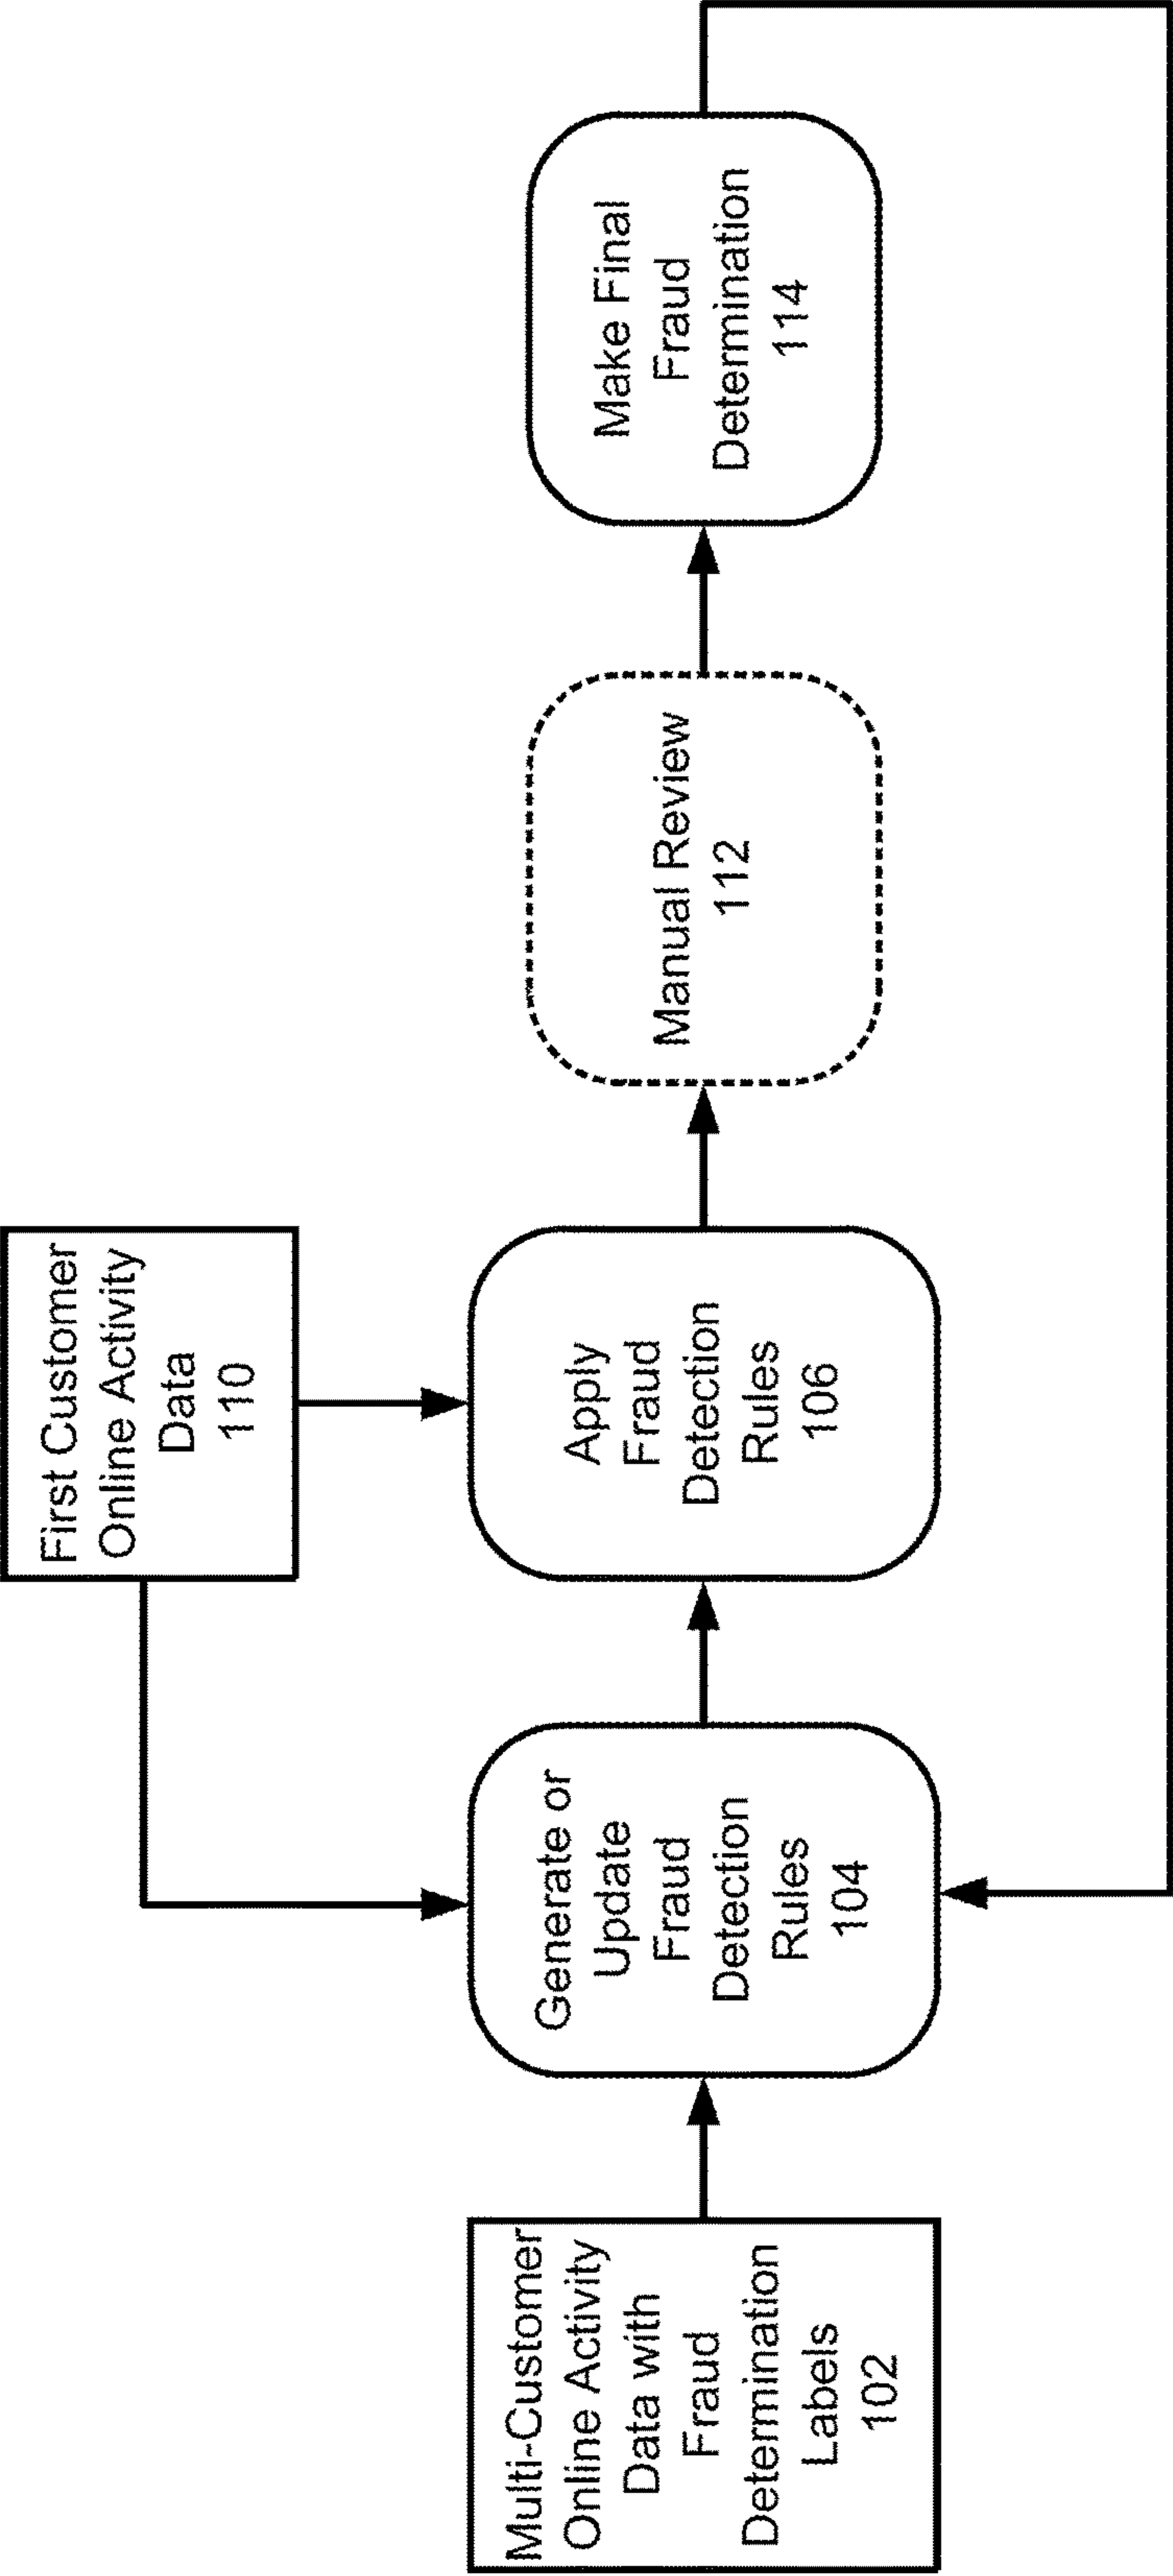 First Customer
Online Activity
Data
110
Multi-Customer
Online Activity
Data with
Fraud
Determination
Labels
102
Generate or
Update
Fraud
Detection
Rules
104
Apply
Fraud
Detection
Rules
106
Manual Review
112
Make Final
Fraud
Determination
114